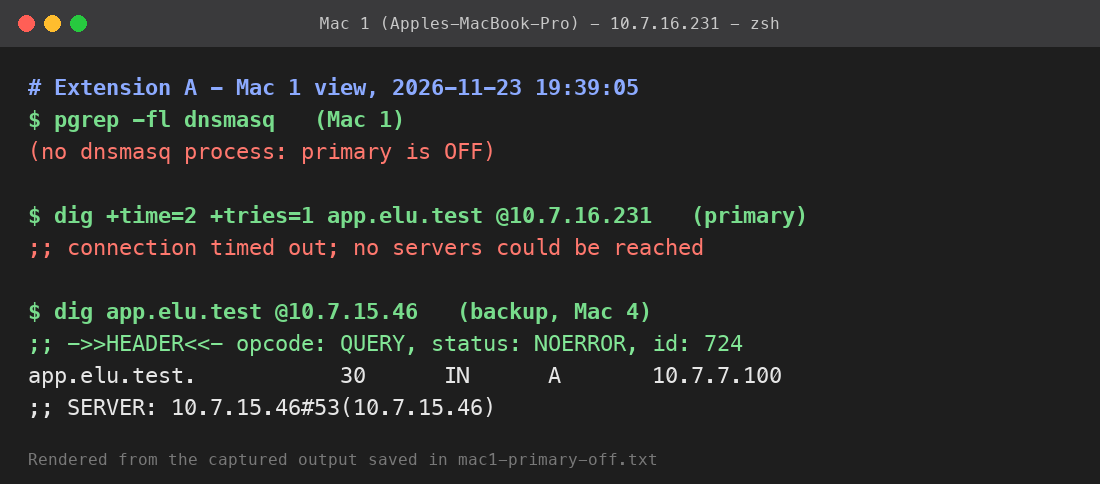 Mac 1 (Apples-MacBook-Pro) — 10.7.16.231 — zsh
# Extension A — Mac 1 view, 2026-11-23 19:39:05
$ pgrep -fl dnsmasq   (Mac 1)
(no dnsmasq process: primary is OFF)
$ dig +time=2 +tries=1 app.elu.test @10.7.16.231   (primary)
;; connection timed out; no servers could be reached
$ dig app.elu.test @10.7.15.46   (backup, Mac 4)
;; ->>HEADER<<- opcode: QUERY, status: NOERROR, id: 724
app.elu.test.           30      IN      A       10.7.7.100
;; SERVER: 10.7.15.46#53(10.7.15.46)
Rendered from the captured output saved in mac1-primary-off.txt